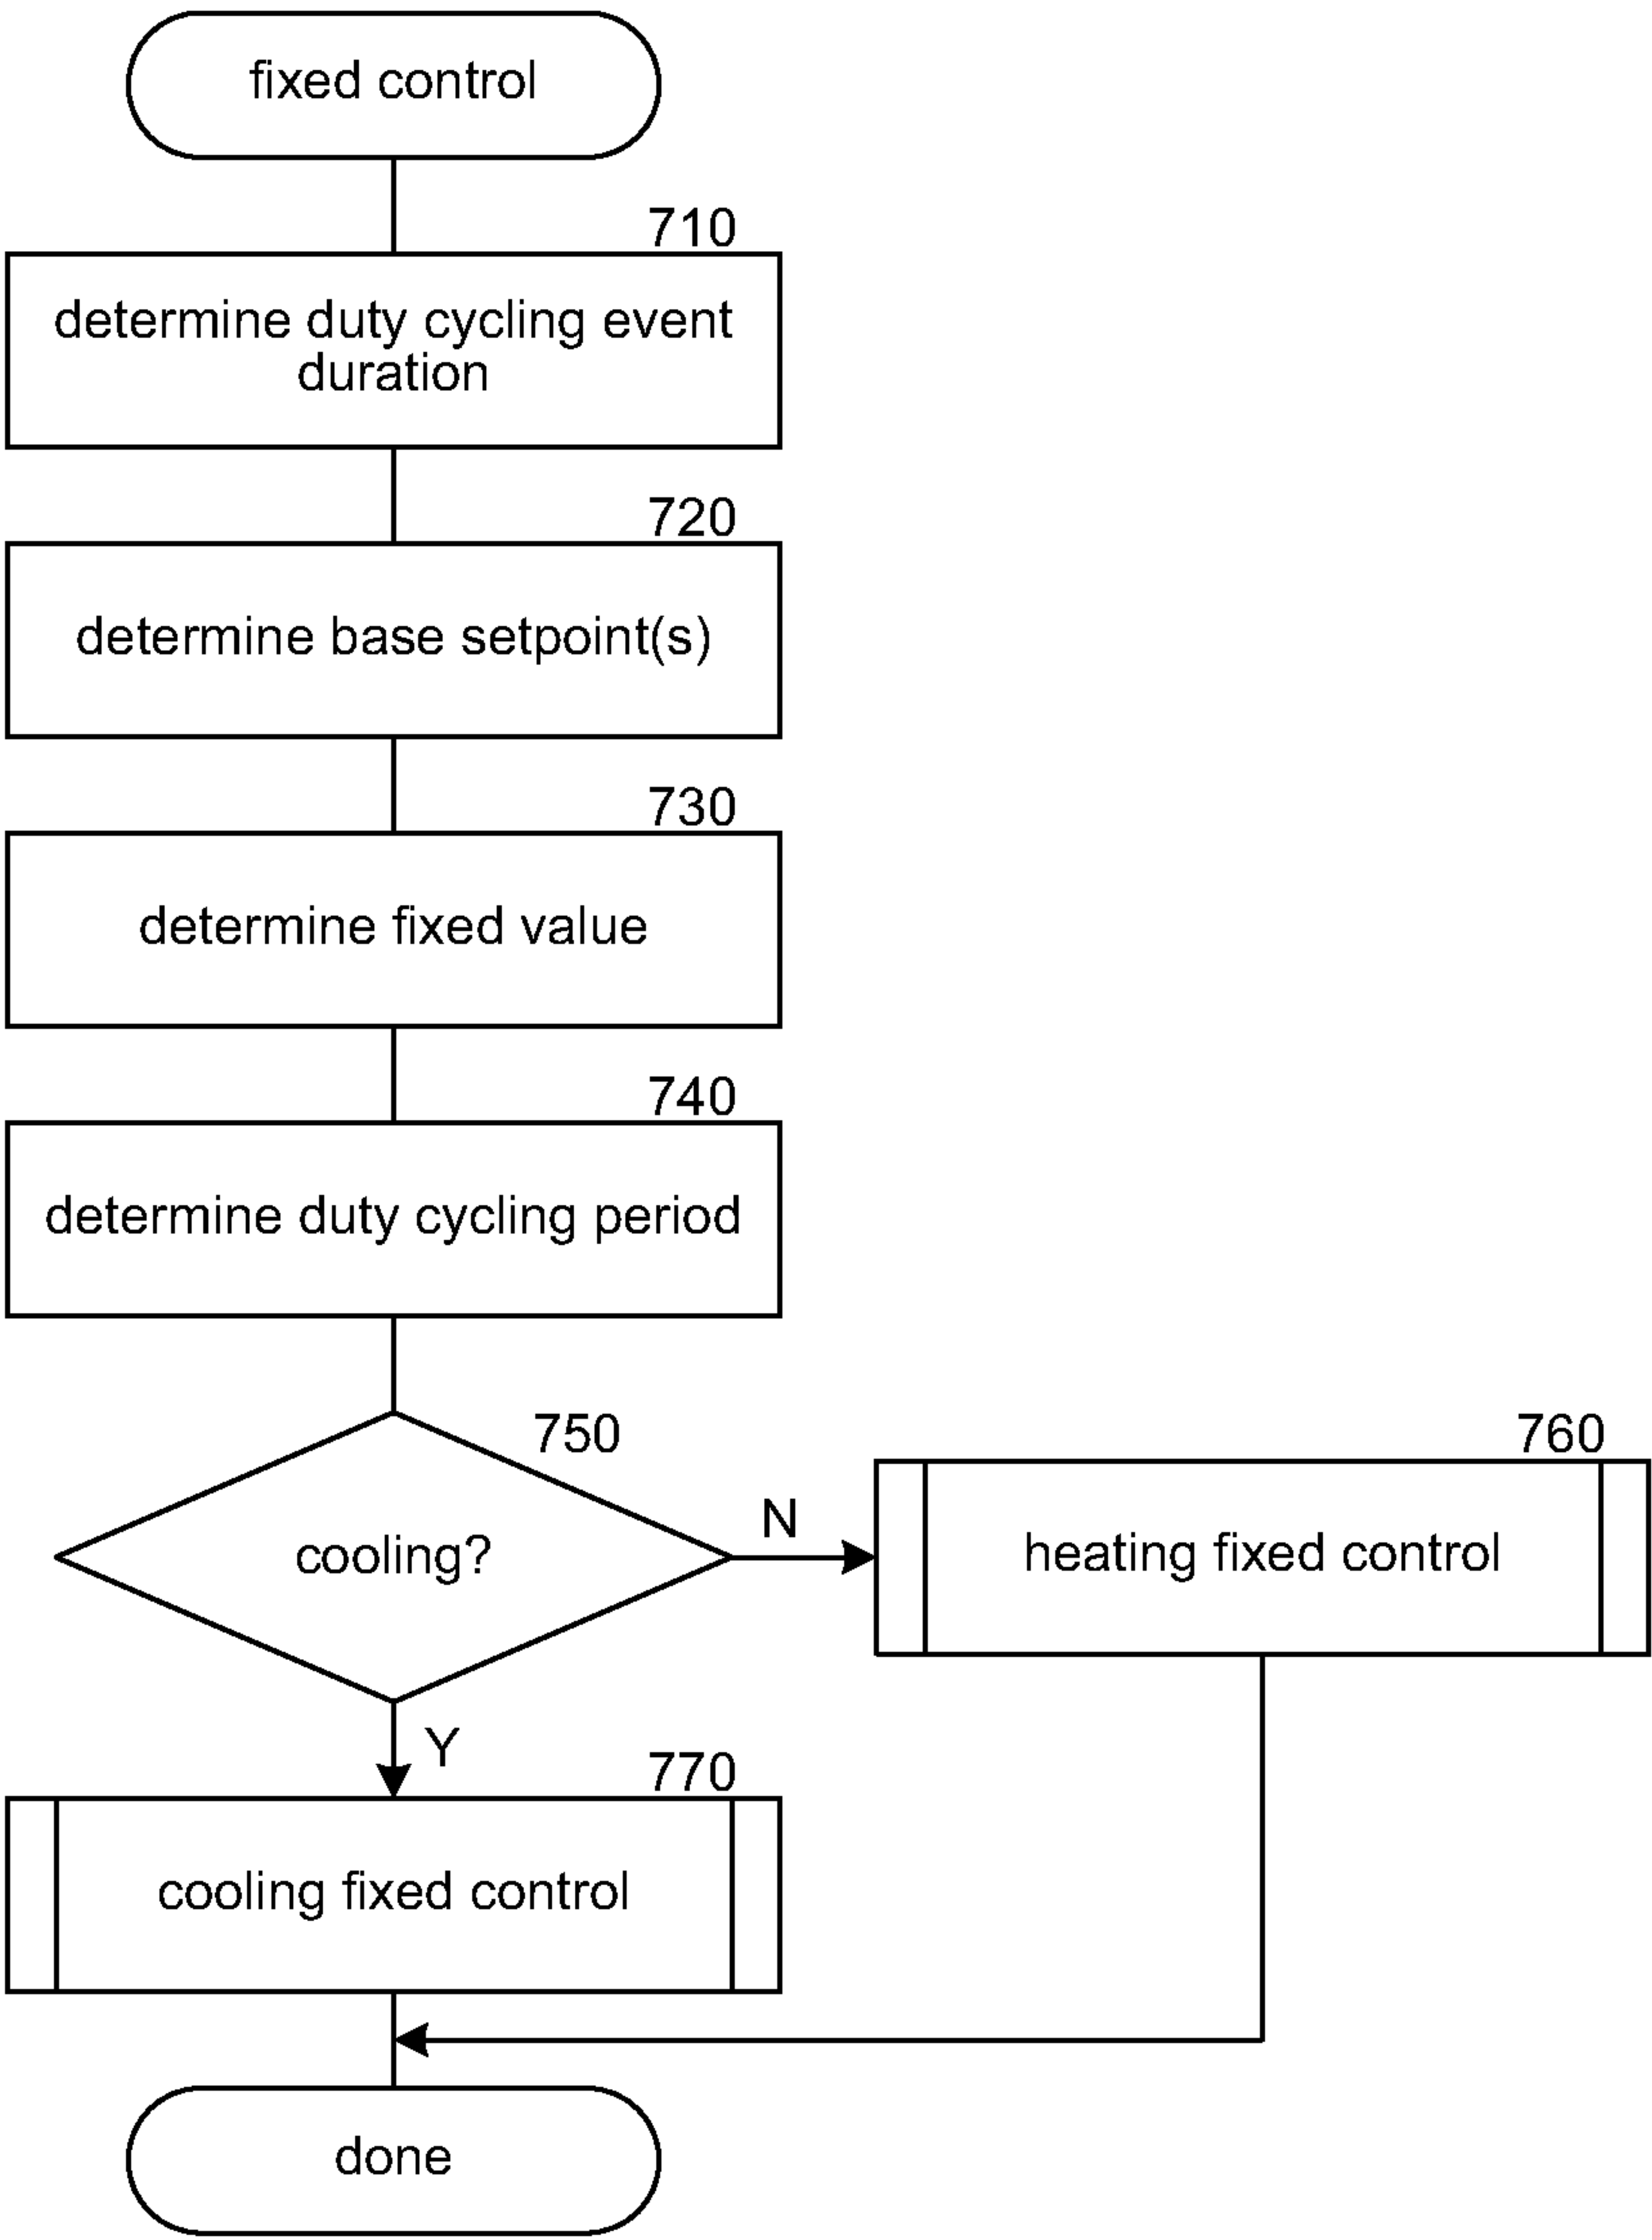 fixed control
710
determine duty cycling event
duration
720
determine base setpoint(s)
730
determine fixed value
740
determine duty cycling period
750
cooling?
N
760
heating fixed control
Y
770
cooling fixed control
done